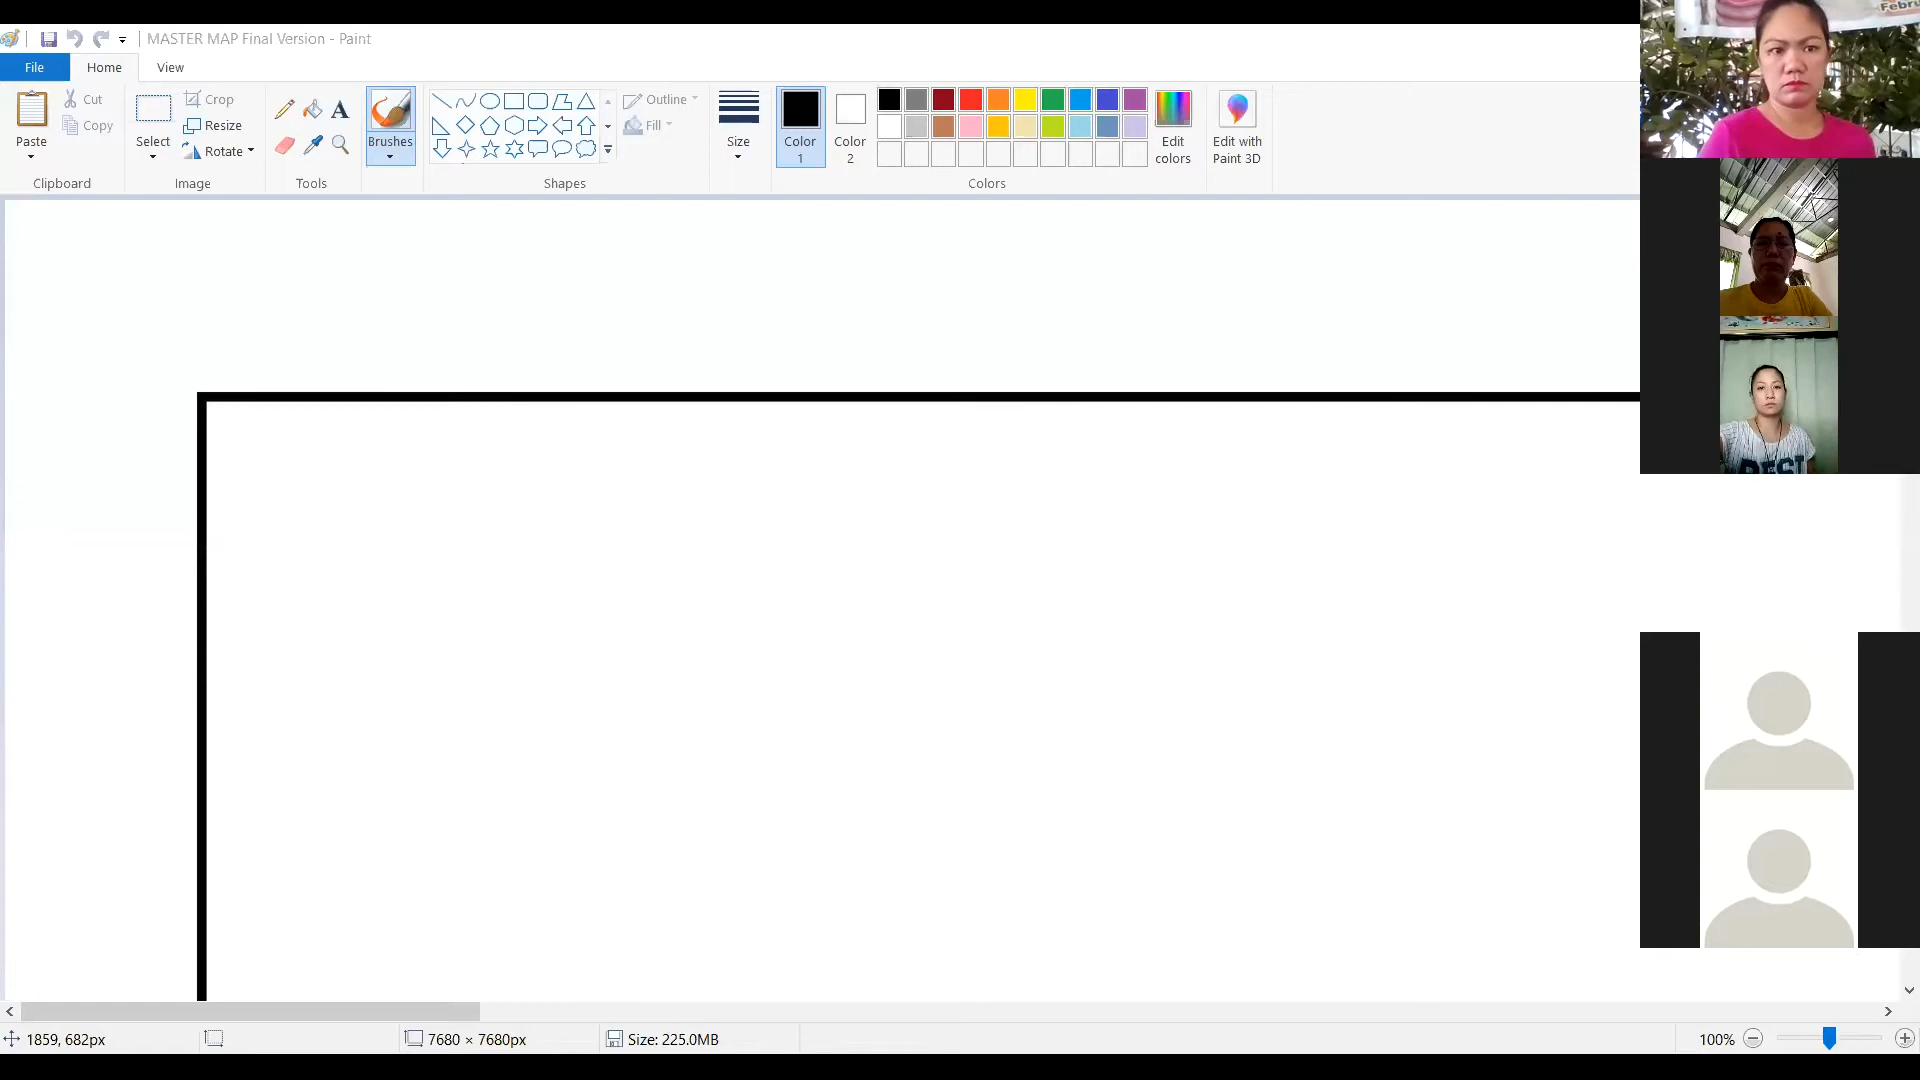 MASTER MAP Final Version - Paint
File Home View
Paste
Cut
Copy
Clipboard
Select
Crop
Resize
Rotate
Image
A
Tools
Brushes
Outline
Fill
Shapes
Size
Color 1
Color 2
Edit colors
Colors
Edit with Paint 3D
Febru
1859, 682px
7680 × 7680px
Size: 225.0MB
100%